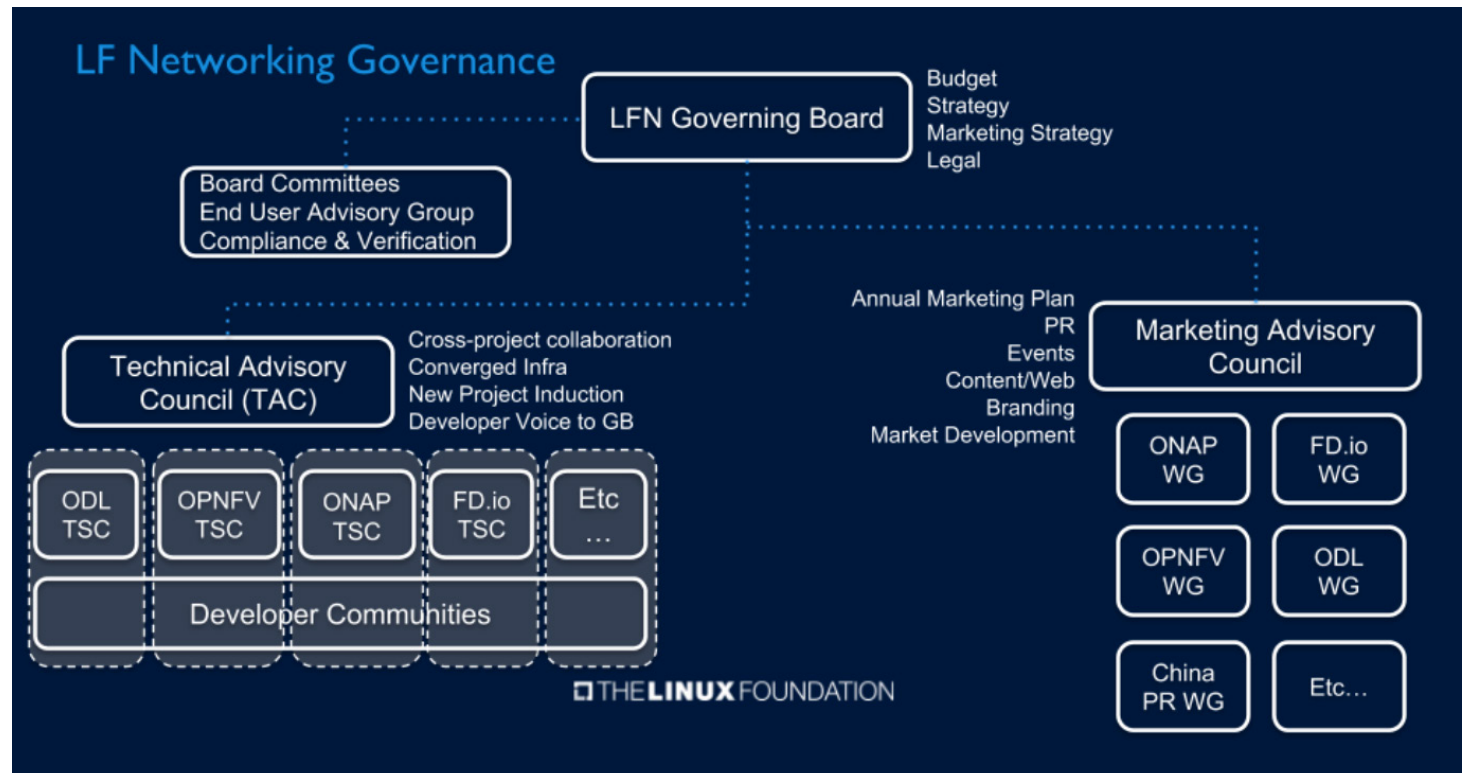 LF Networking Governance
LFN Governing Board
Budget
Strategy
Marketing Strategy
Legal
Board Committees
End User Advisory Group
Compliance & Verification
Technical Advisory
Council (TAC)
Cross-project collaboration
Converged Infra
New Project Induction
Developer Voice to GB
Annual Marketing Plan
PR
Events
Content/Web
Branding
Market Development
Marketing Advisory
Council
ODL
TSC
OPNFV
TSC
ONAP
TSC
FD.io
TSC
Etc
...
Developer Communities
ONAP
WG
FD.io
WG
OPNFV
WG
ODL
WG
China
PR WG
Etc...
THE LINUX FOUNDATION